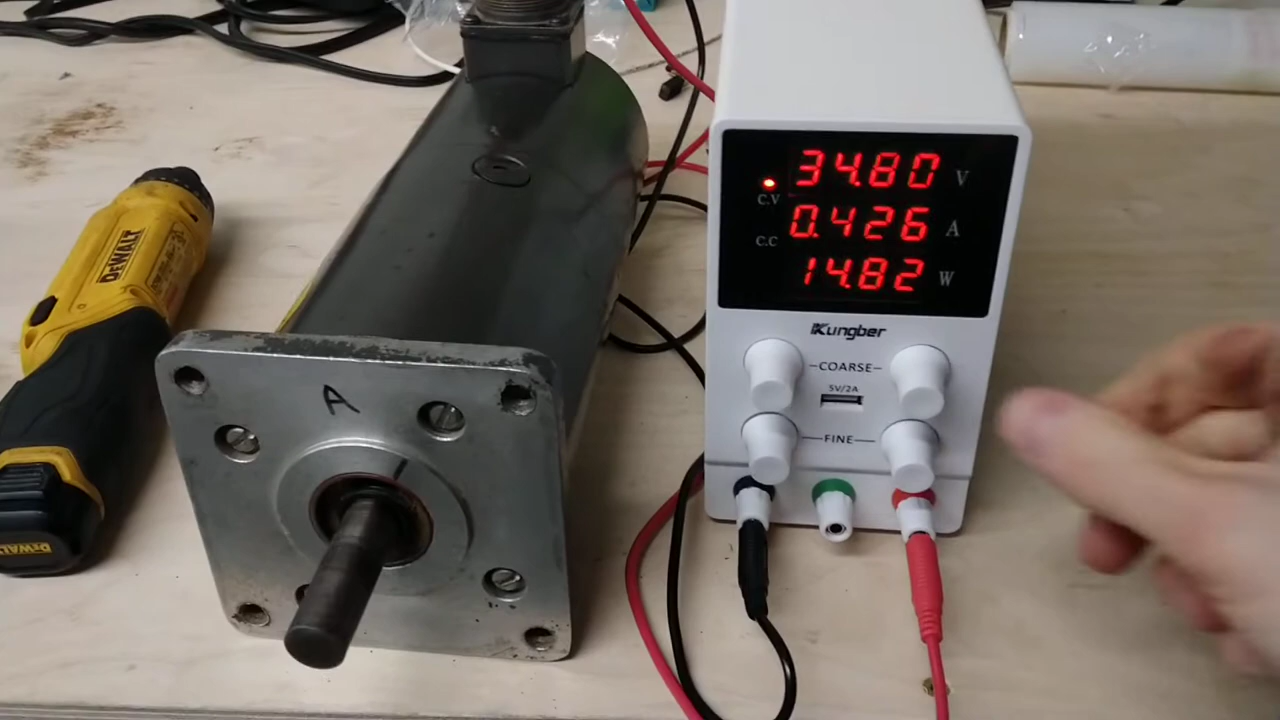 34.80 V
C.V
0.426 A
C.C
14.82 W
Kungber
COARSE
5V/2A
FINE
DEWALT
DEWALT
A